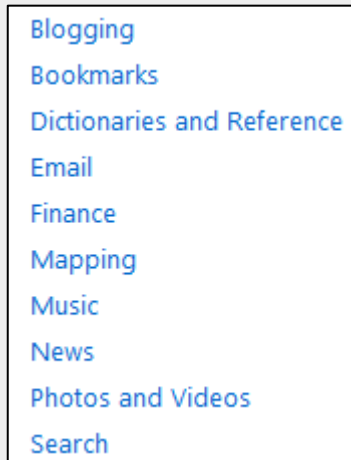 Blogging
Bookmarks
Dictionaries and Reference
Email
Finance
Mapping
Music
News
Photos and Videos
Search